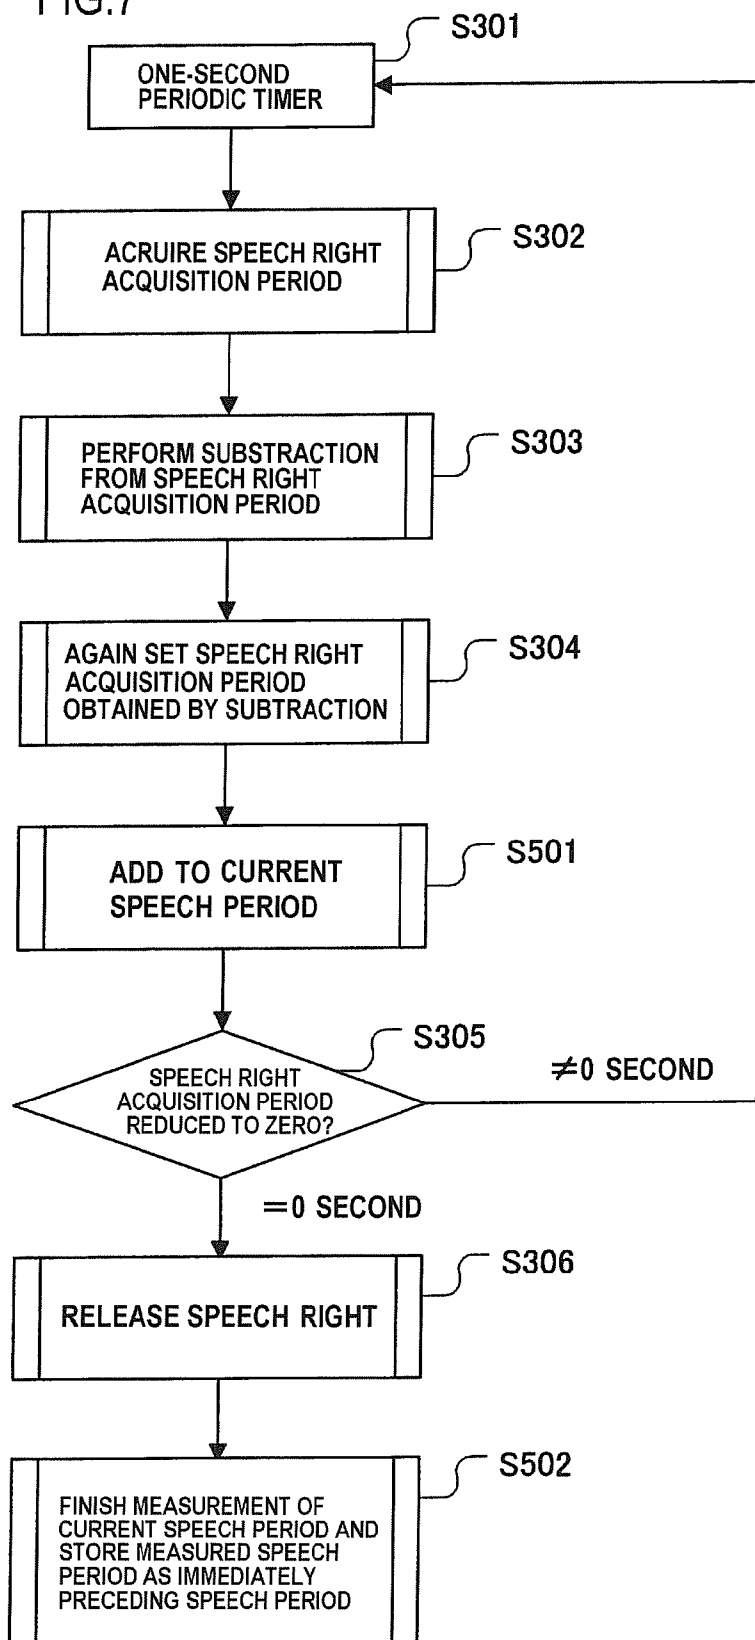 FIG.7
S301
ONE-SECOND
PERIODIC TIMER
S302
ACRUIRE SPEECH RIGHT
ACQUISITION PERIOD
S303
PERFORM SUBSTRACTION
FROM SPEECH RIGHT
ACQUISITION PERIOD
S304
AGAIN SET SPEECH RIGHT
ACQUISITION PERIOD
OBTAINED BY SUBTRACTION
S501
ADD TO CURRENT
SPEECH PERIOD
S305
SPEECH RIGHT
ACQUISITION PERIOD
REDUCED TO ZERO?
≠0 SECOND
=0 SECOND
S306
RELEASE SPEECH RIGHT
S502
FINISH MEASUREMENT OF
CURRENT SPEECH PERIOD AND
STORE MEASURED SPEECH
PERIOD AS IMMEDIATELY
PRECEDING SPEECH PERIOD